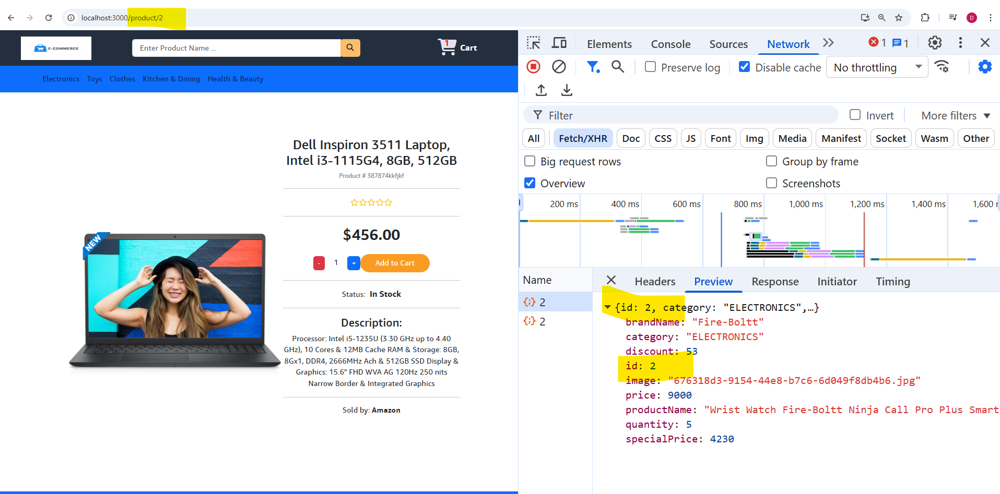 localhost:3000/product/2
D
E-COMMERCE
Enter Product Name ...
1
Cart
Electronics Toys Clothes Kitchen & Dining Health & Beauty
NEW
Dell Inspiron 3511 Laptop,
Intel i3-1115G4, 8GB, 512GB
Product # 387874kkfjkf
$456.00
- 1 + Add to Cart
Status: In Stock
Description:
Processor: Intel i5-1235U (3.30 GHz up to 4.40
GHz), 10 Cores & 12MB Cache RAM & Storage: 8GB,
8Gx1, DDR4, 2666MHz Ach & 512GB SSD Display &
Graphics: 15.6" FHD WVA AG 120Hz 250 nits
Narrow Border & Integrated Graphics
Sold by: Amazon
Elements Console Sources Network 1 1
Preserve log Disable cache No throttling
Filter Invert More filters
All Fetch/XHR Doc CSS JS Font Img Media Manifest Socket Wasm Other
Big request rows Group by frame
Overview Screenshots
200 ms 400 ms 600 ms 800 ms 1,000 ms 1,200 ms 1,400 ms 1,600
Name
2
2
Headers Preview Response Initiator Timing
{id: 2, category: "ELECTRONICS",…}
brandName: "Fire-Boltt"
category: "ELECTRONICS"
discount: 53
id: 2
image: "676318d3-9154-44e8-b7c6-6d049f8db4b6.jpg"
price: 9000
productName: "Wrist Watch Fire-Boltt Ninja Call Pro Plus Smart
quantity: 5
specialPrice: 4230